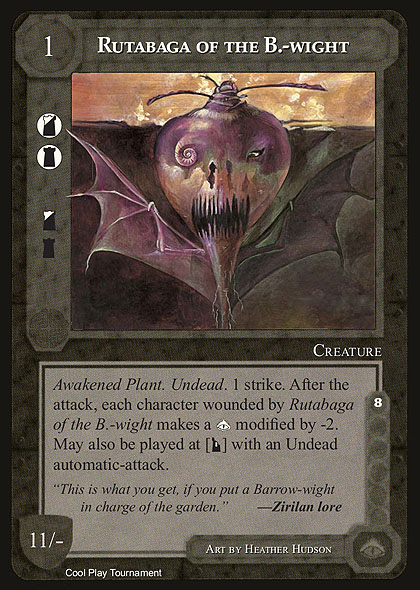 1
Rutabaga of the B.-wight
Creature
Awakened Plant. Undead. 1 strike. After the
attack, each character wounded by Rutabaga
of the B.-wight makes a modified by -2.
May also be played at [ ] with an Undead
automatic-attack.
8
“This is what you get, if you put a Barrow-wight
in charge of the garden.” —Zirilan lore
11/-
Art by Heather Hudson
Cool Play Tournament